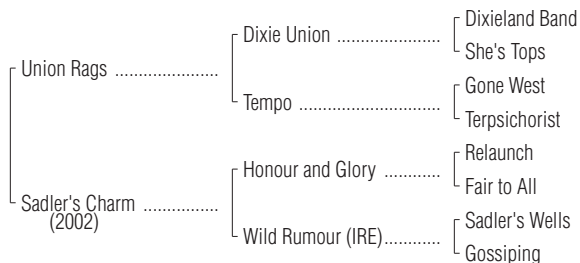 Dixieland Band
Dixie Union ........................
She's Tops
Union Rags ........................
Gone West
Tempo ................................
Terpsichorist
Relaunch
Honour and Glory ................
Fair to All
Sadler's Charm .................
(2002)
Sadler's Wells
Wild Rumour (IRE)............
Gossiping